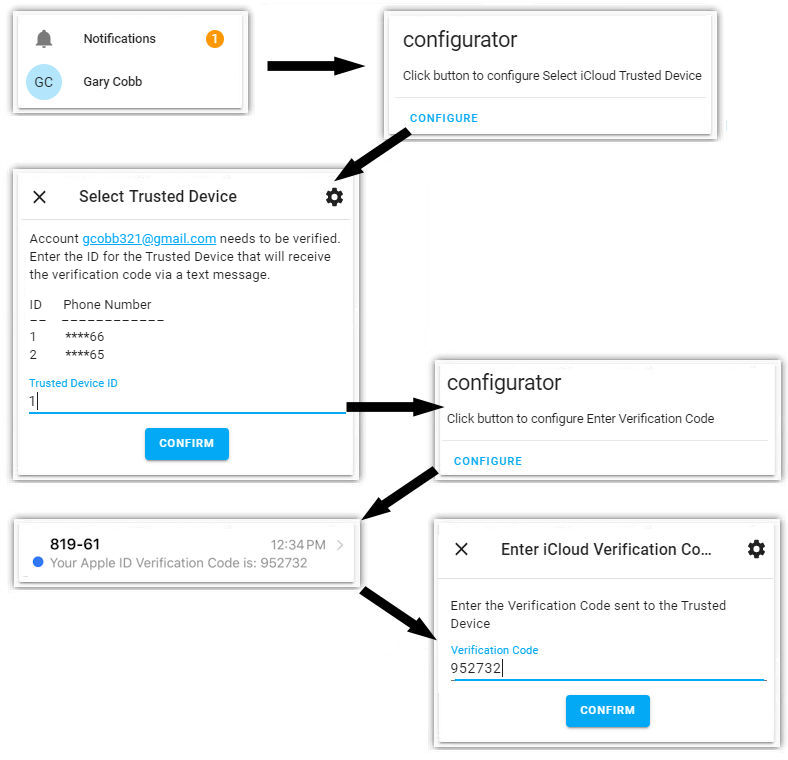 Notifications 1
GC Gary Cobb
configurator
Click button to configure Select iCloud Trusted Device
CONFIGURE
Select Trusted Device
Account gcobb321@gmail.com needs to be verified.
Enter the ID for the Trusted Device that will receive
the verification code via a text message.
ID Phone Number
-- ------------
1 ****66
2 ****65
Trusted Device ID
1
CONFIRM
configurator
Click button to configure Enter Verification Code
CONFIGURE
819-61 12:34 PM
Your Apple ID Verification Code is: 952732
Enter iCloud Verification Co...
Enter the Verification Code sent to the Trusted
Device
Verification Code
952732
CONFIRM